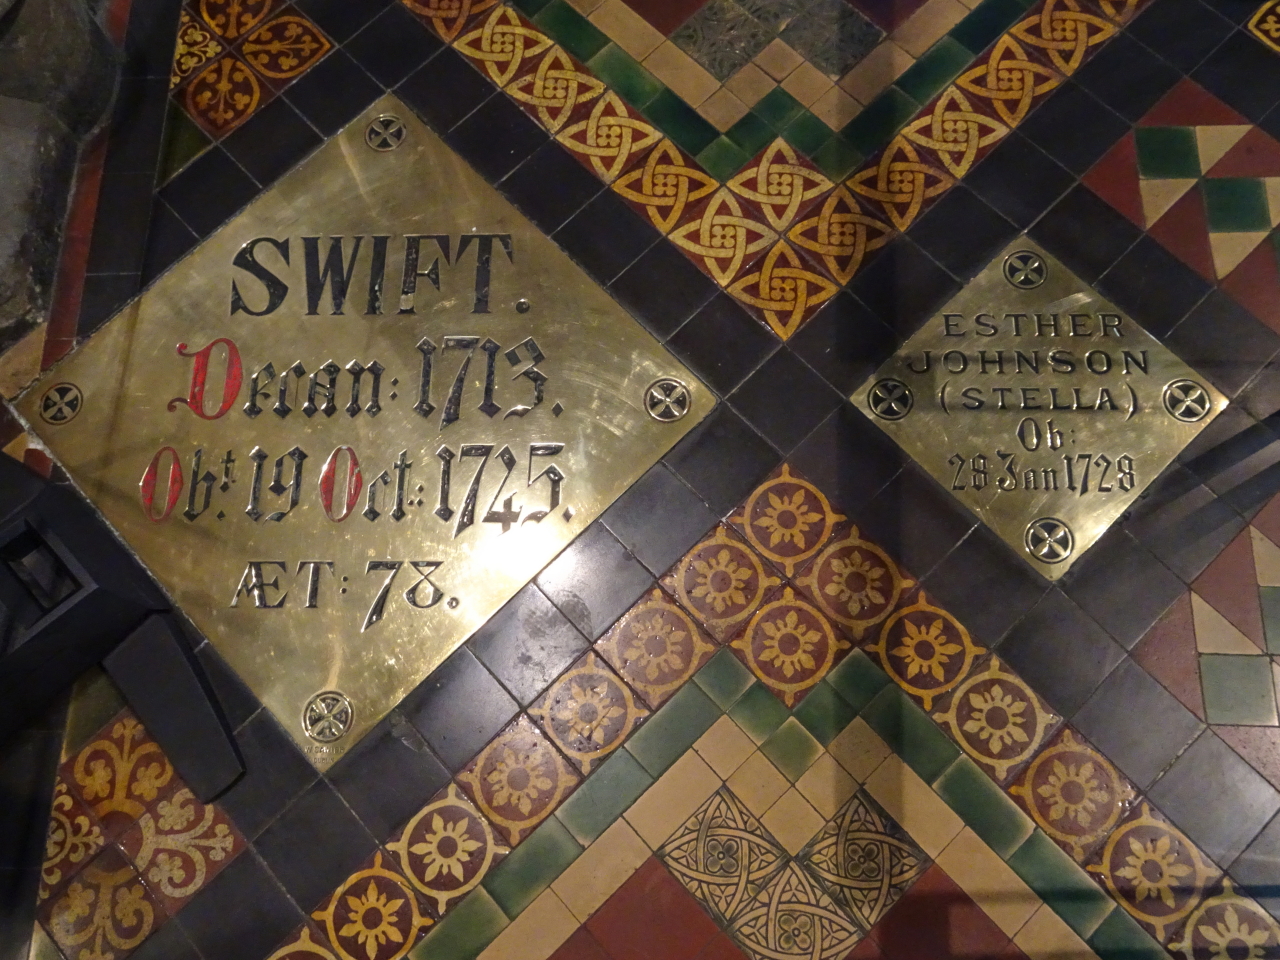 SWIFT.
Decan: 1713.
Obt. 19 Oct: 1745.
ÆT: 78.
ESTHER
JOHNSON
(STELLA)
Ob:
28 Jan 1728